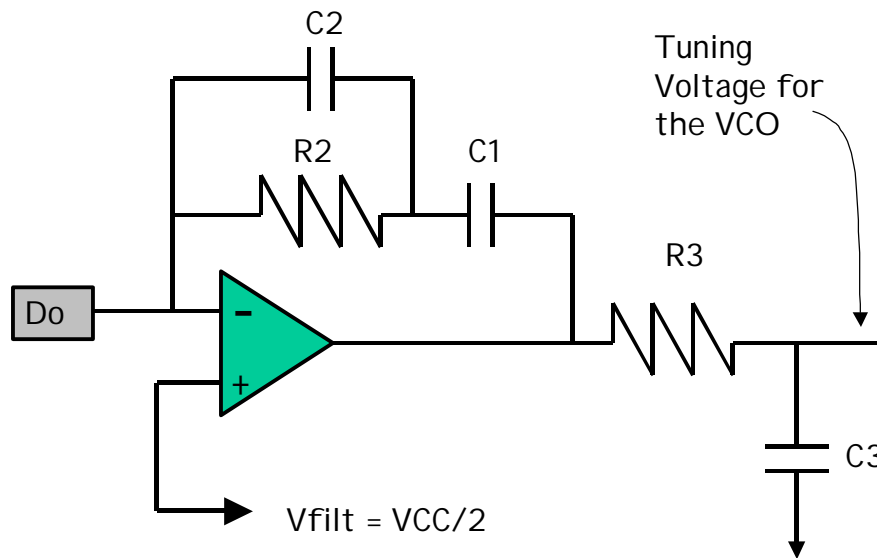 C2
Tuning
Voltage for
the VCO
R2
C1
R3
Do
-
+
C3
Vfilt = VCC/2